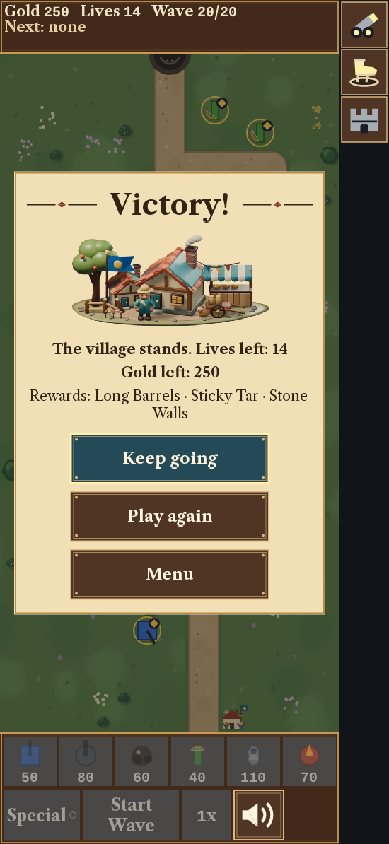 Gold 250 Lives 14 Wave 20/20
Next: none
Victory!
The village stands. Lives left: 14
Gold left: 250
Rewards: Long Barrels · Sticky Tar · Stone
Walls
Keep going
Play again
Menu
50 80 60 40 110 70
Special
Start
Wave
1x